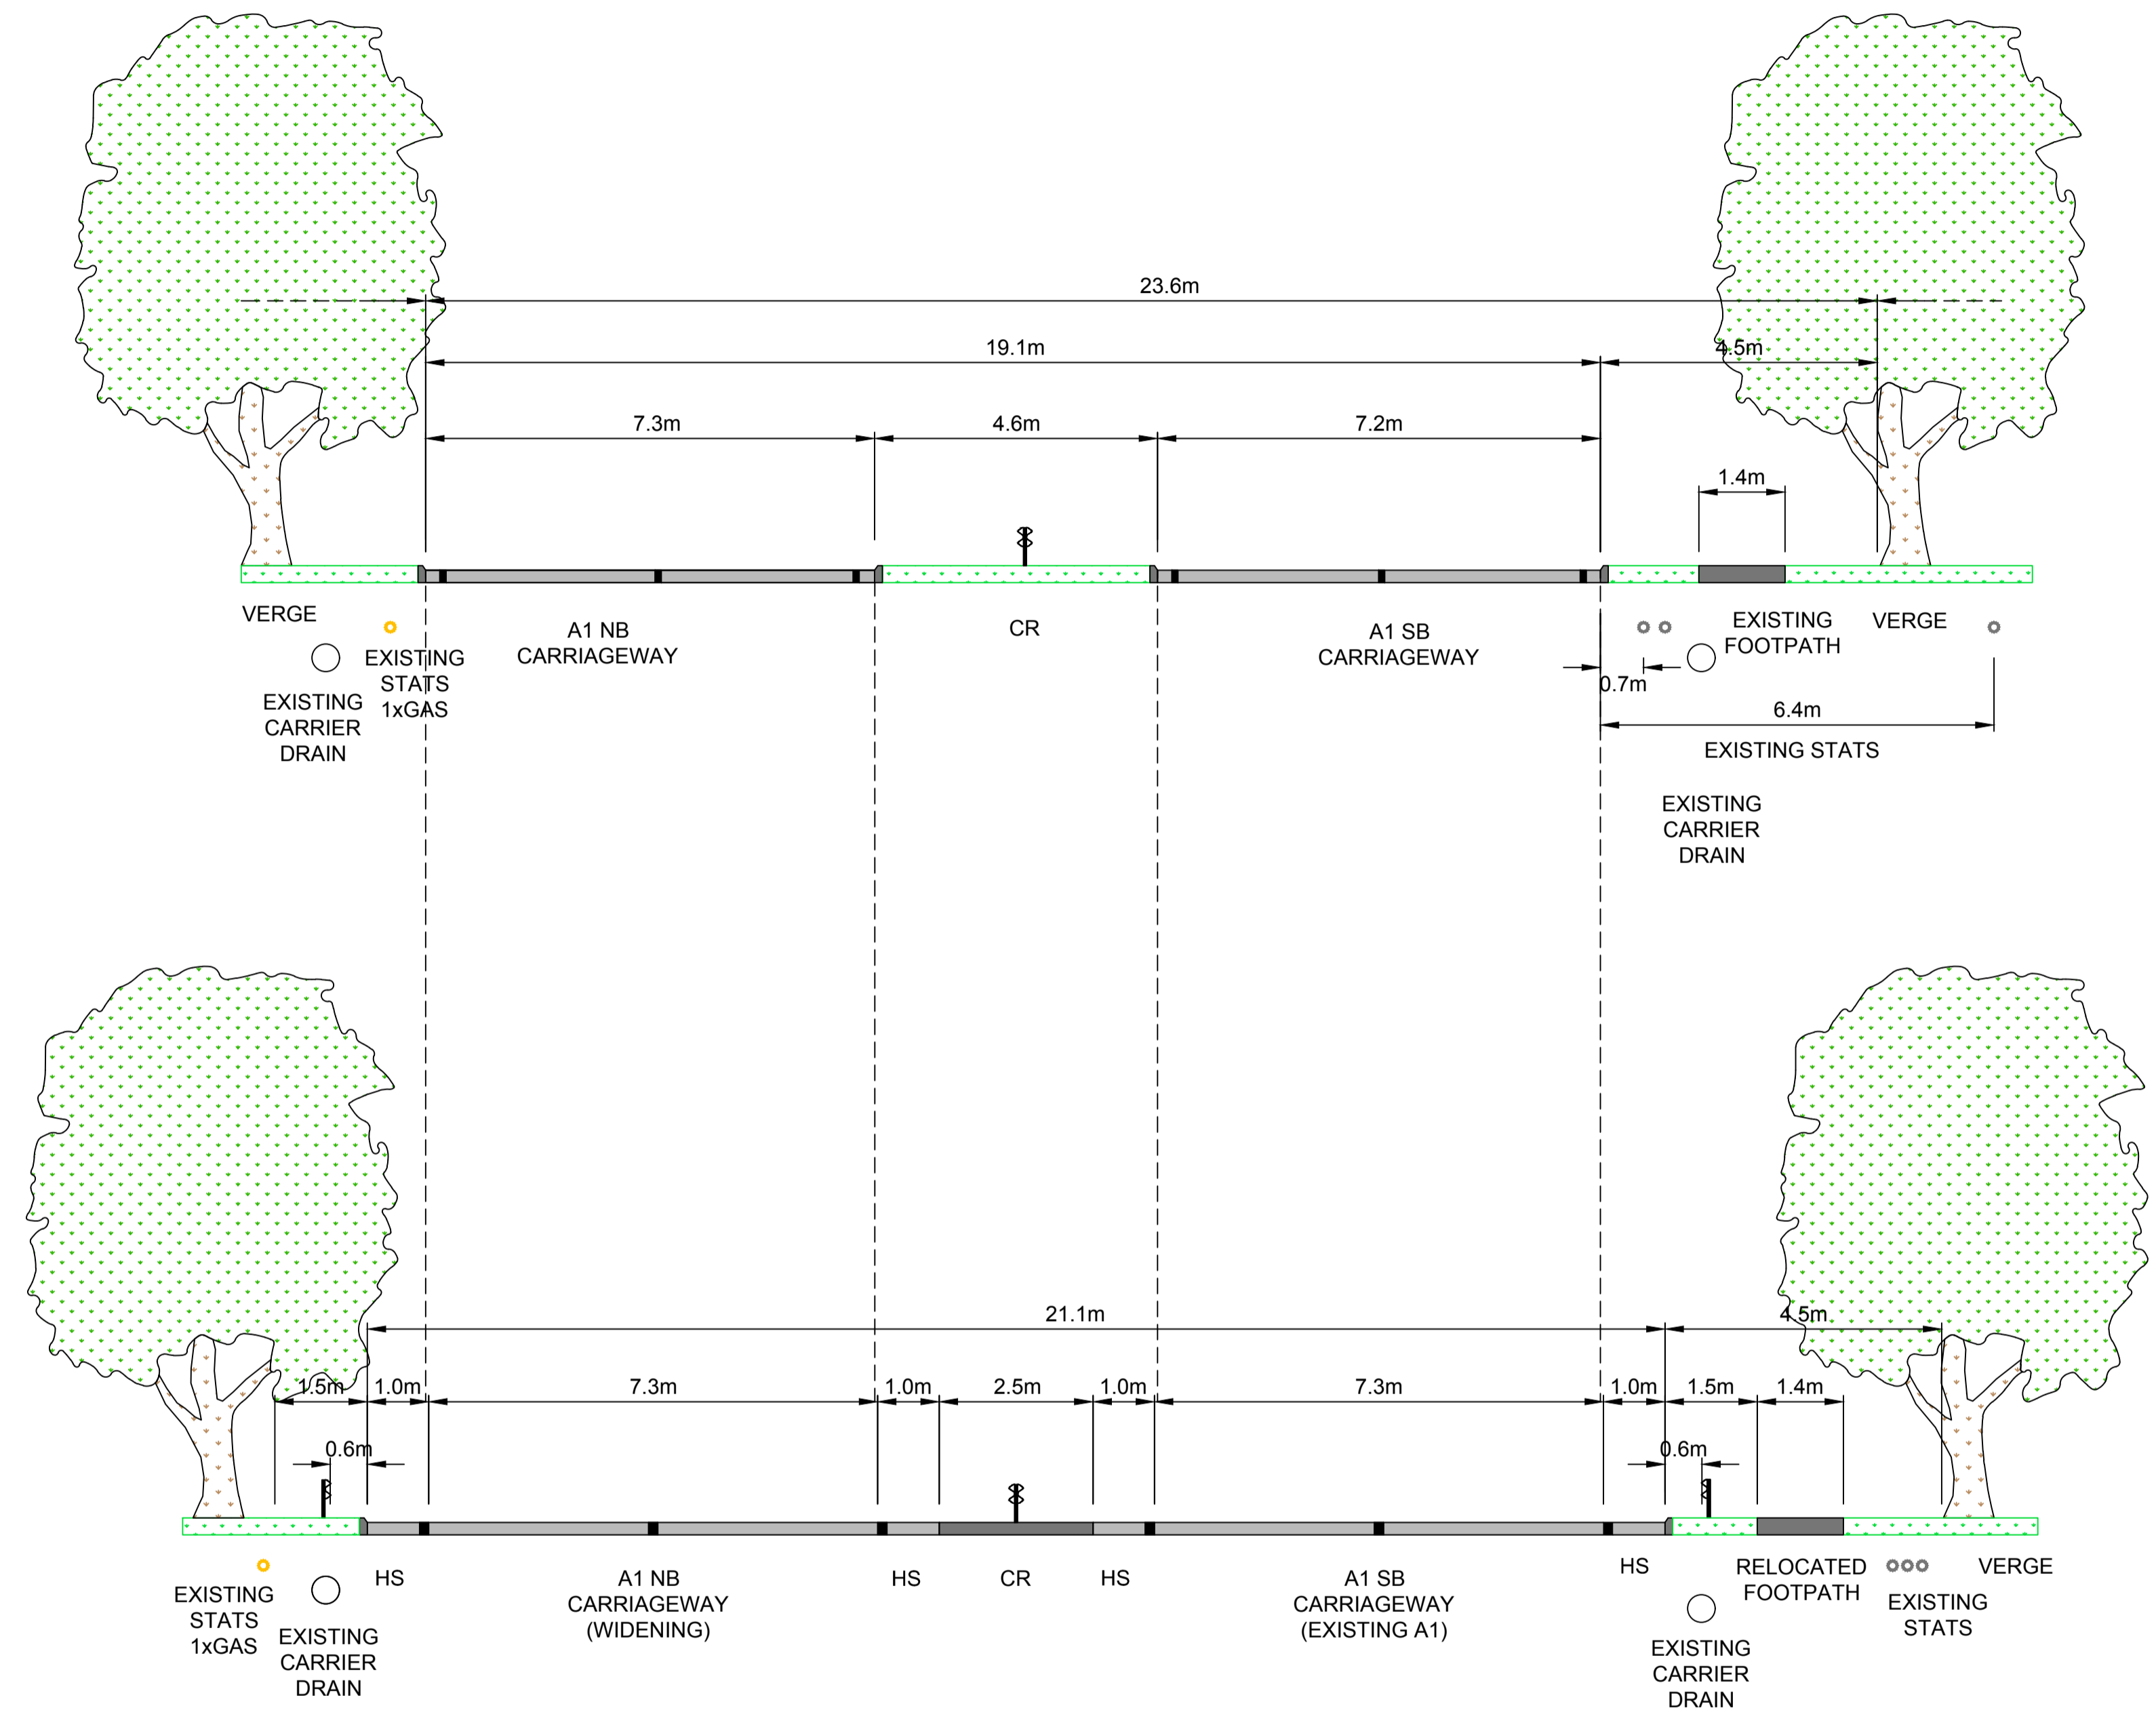 23.6m
19.1m
4.5m
7.3m
4.6m
7.2m
1.4m
VERGE
A1 NB
CARRIAGEWAY
CR
A1 SB
CARRIAGEWAY
EXISTING
FOOTPATH
VERGE
EXISTING
STATS
1xGAS
EXISTING
CARRIER
DRAIN
0.7m
6.4m
EXISTING STATS
EXISTING
CARRIER
DRAIN
21.1m
4.5m
1.5m
1.0m
7.3m
1.0m
2.5m
1.0m
7.3m
1.0m
1.5m
1.4m
0.6m
0.6m
EXISTING
STATS
1xGAS
EXISTING
CARRIER
DRAIN
HS
A1 NB
CARRIAGEWAY
(WIDENING)
HS
CR
HS
A1 SB
CARRIAGEWAY
(EXISTING A1)
HS
EXISTING
CARRIER
DRAIN
RELOCATED
FOOTPATH
EXISTING
STATS
VERGE